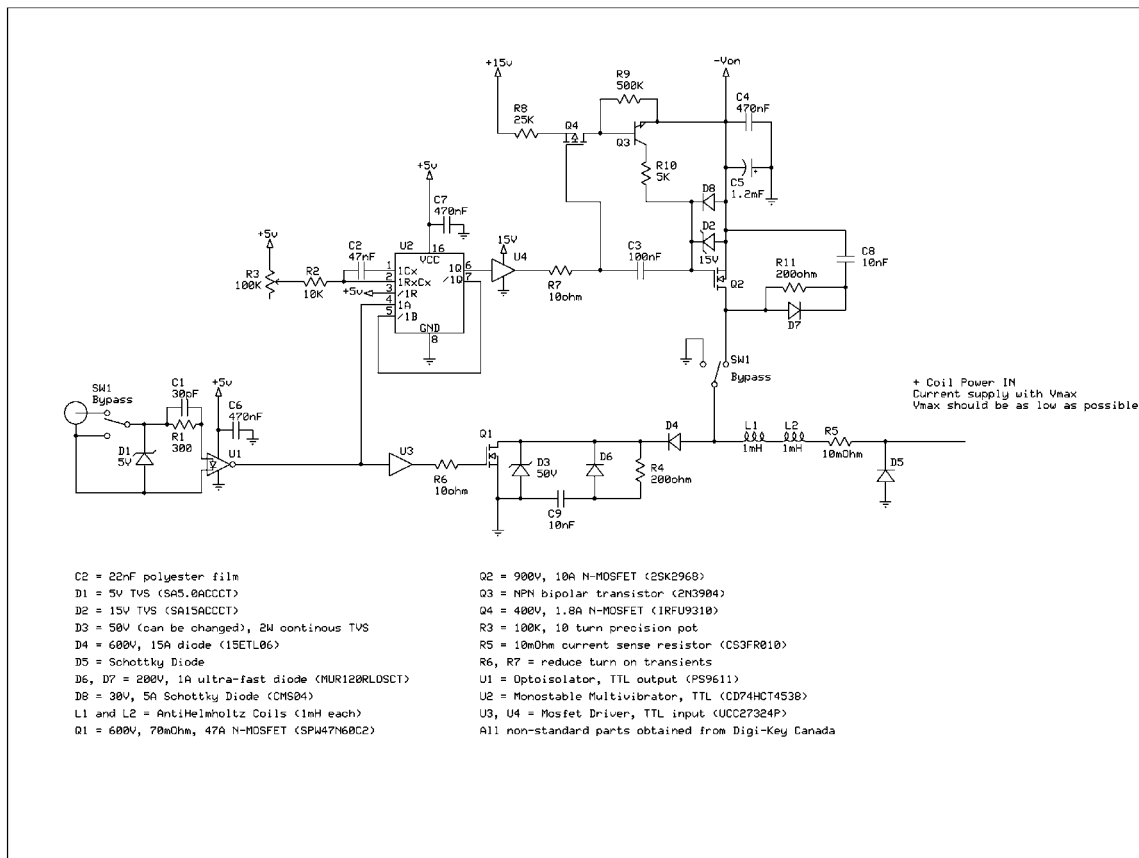 +15v
-Von
R9
500K
R8
25K
Q4
Q3
C4
470nF
R10
5K
C5
1.2mF
+
+5v
C7
470nF
D8
D2
15V
C8
10nF
+5v
C2
47nF
U2
16
VCC
15V
U4
C3
100nF
R11
200ohm
R3
100K
R2
10K
1
1Cx
1Q
6
2
1RxCx
/1Q
7
+5v
3
/1R
4
1A
5
/1B
GND
8
R7
10ohm
Q2
D7
SW1
Bypass
+ Coil Power IN
Current supply with Vmax
Vmax should be as low as possible
SW1
Bypass
C1
30pF
+5v
C6
470nF
R1
300
D1
5V
U1
U3
R6
10ohm
Q1
D3
50V
D6
C9
10nF
R4
200ohm
D4
L1
1mH
L2
1mH
R5
10mOhm
D5
C2 = 22nF polyester film
D1 = 5V TVS (SA5.0ACCCT)
D2 = 15V TVS (SA15ACCCT)
D3 = 50V (can be changed), 2W continous TVS
D4 = 600V, 15A diode (15ETL06)
D5 = Schottky Diode
D6, D7 = 200V, 1A ultra-fast diode (MUR120RLOSCT)
D8 = 30V, 5A Schottky Diode (CMS04)
L1 and L2 = AntiHelmholtz Coils (1mH each)
Q1 = 600V, 70mOhm, 47A N-MOSFET (SPW47N60C2)
Q2 = 900V, 10A N-MOSFET (2SK2968)
Q3 = NPN bipolar transistor (2N3904)
Q4 = 400V, 1.8A N-MOSFET (IRFU9310)
R3 = 100K, 10 turn precision pot
R5 = 10mOhm current sense resistor (CS3FR010)
R6, R7 = reduce turn on transients
U1 = Optoisolator, TTL output (PS9611)
U2 = Monostable Multivibrator, TTL (CD74HCT4538)
U3, U4 = Mosfet Driver, TTL input (UCC27324P)
All non-standard parts obtained from Digi-Key Canada